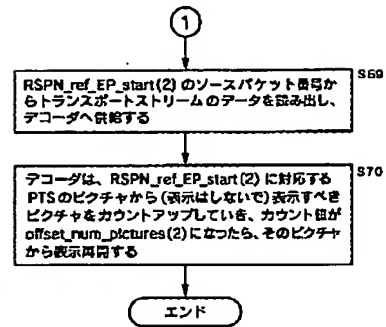 1
S69
RSPN_ref_EP_start(2)のソースパケット番号か
らトランスポートストリームのデータを読み出し、
デコーダへ供給する
S70
デコーダは、RSPN_ref_EP_start(2)に対応する
PTSのピクチャから(表示はしないで)表示すべき
ピクチャをカウントアップしていき、カウント値が
offset_num_pictures(2)になったら、そのピクチャ
から表示再開する
エンド